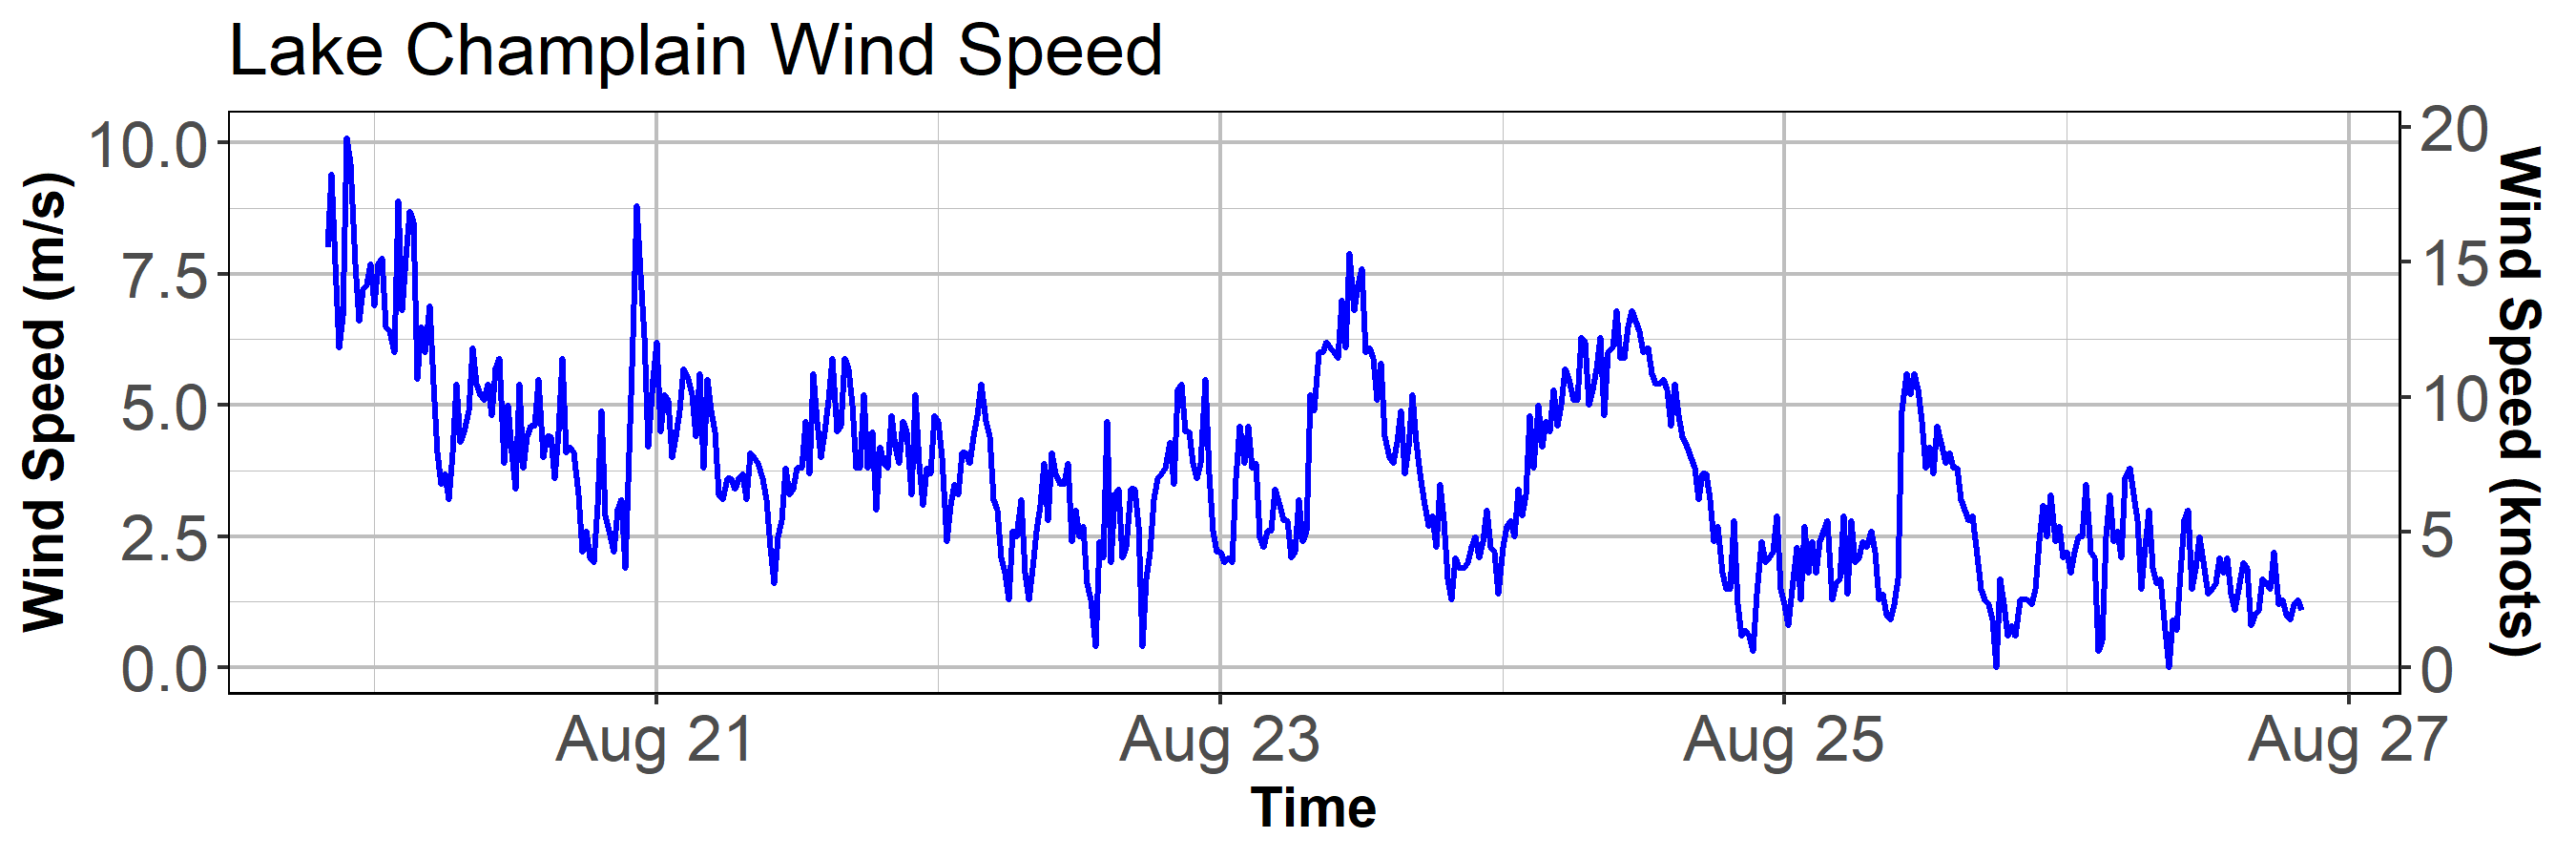 Lake Champlain Wind Speed
Wind Speed (m/s)
10.0
7.5
5.0
2.5
0.0
20
15
10
5
0
Wind Speed (knots)
Aug 21
Aug 23
Aug 25
Aug 27
Time